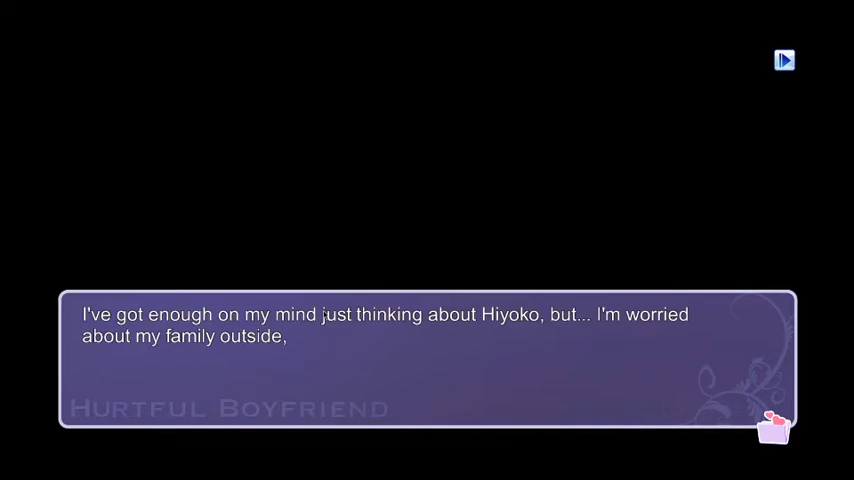 I've got enough on my mind just thinking about Hiyoko, but... I'm worried
about my family outside,
HURTFUL BOYFRIEND